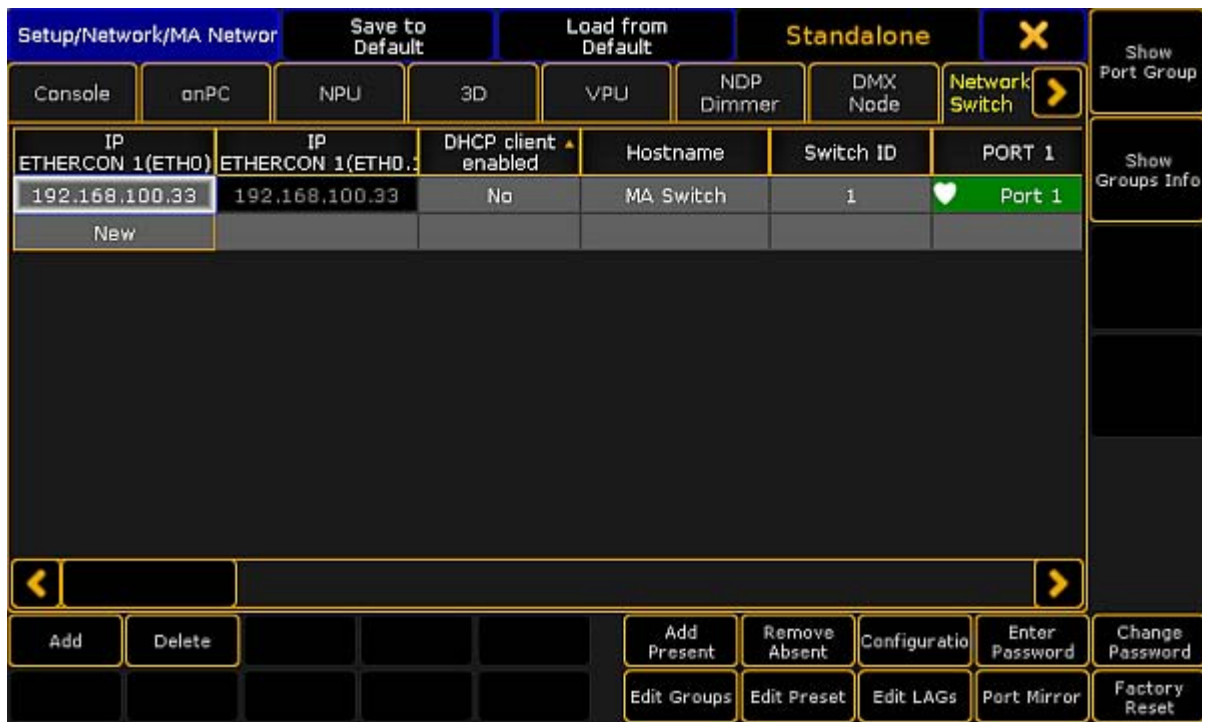 Setup/Network/MA Networ
Save to
Default
Load from
Default
Standalone
Show
Port Group
Console
onPC
NPU
3D
VPU
NDP
Dimmer
DMX
Node
Network
Switch
IP
ETHERCON 1(ETH0)
IP
ETHERCON 1(ETH0.1
DHCP client
enabled
Hostname
Switch ID
PORT 1
Show
Groups Info
192.168.100.33
192.168.100.33
No
MA Switch
1
Port 1
New
Add
Delete
Add
Present
Remove
Absent
Configuratio
Enter
Password
Change
Password
Edit Groups
Edit Preset
Edit LAGs
Port Mirror
Factory
Reset